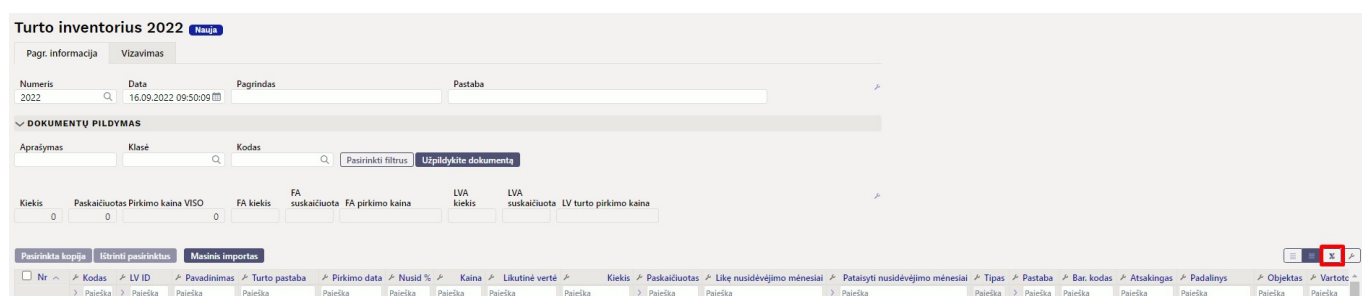 Turto inventorius 2022 Nauja
Pagr. informacija Vizavimas
Numeris Data Pagrindas Pastaba
2022 16.09.2022 09:50:09
DOKUMENTŲ PILDYMAS
Aprašymas Klasė Kodas
Pasirinkti filtrus Užpildykite dokumentą
FA LVA LVA
Kiekis Paskaičiuotas Pirkimo kaina VISO FA kiekis suskaičiuota FA pirkimo kaina kiekis suskaičiuota LV turto pirkimo kaina
0 0 0
Pasirinkta kopija Ištrinti pasirinktus Masinis importas X
Nr Kodas LV ID Pavadinimas Turto pastaba Pirkimo data Nusid % Kaina Likutinė vertė Kiekis Paskaičiuotas Likę nusidėvėjimo mėnesiai Pataisyti nusidėvėjimo mėnesiai Tipas Pastaba Bar. kodas Atsakingas Padalinys Objektas Vartoto
Paieška Paieška Paieška Paieška Paieška Paieška Paieška Paieška Paieška Paieška Paieška Paieška Paieška Paieška Paieška Paieška Paieška Paieška Paieška